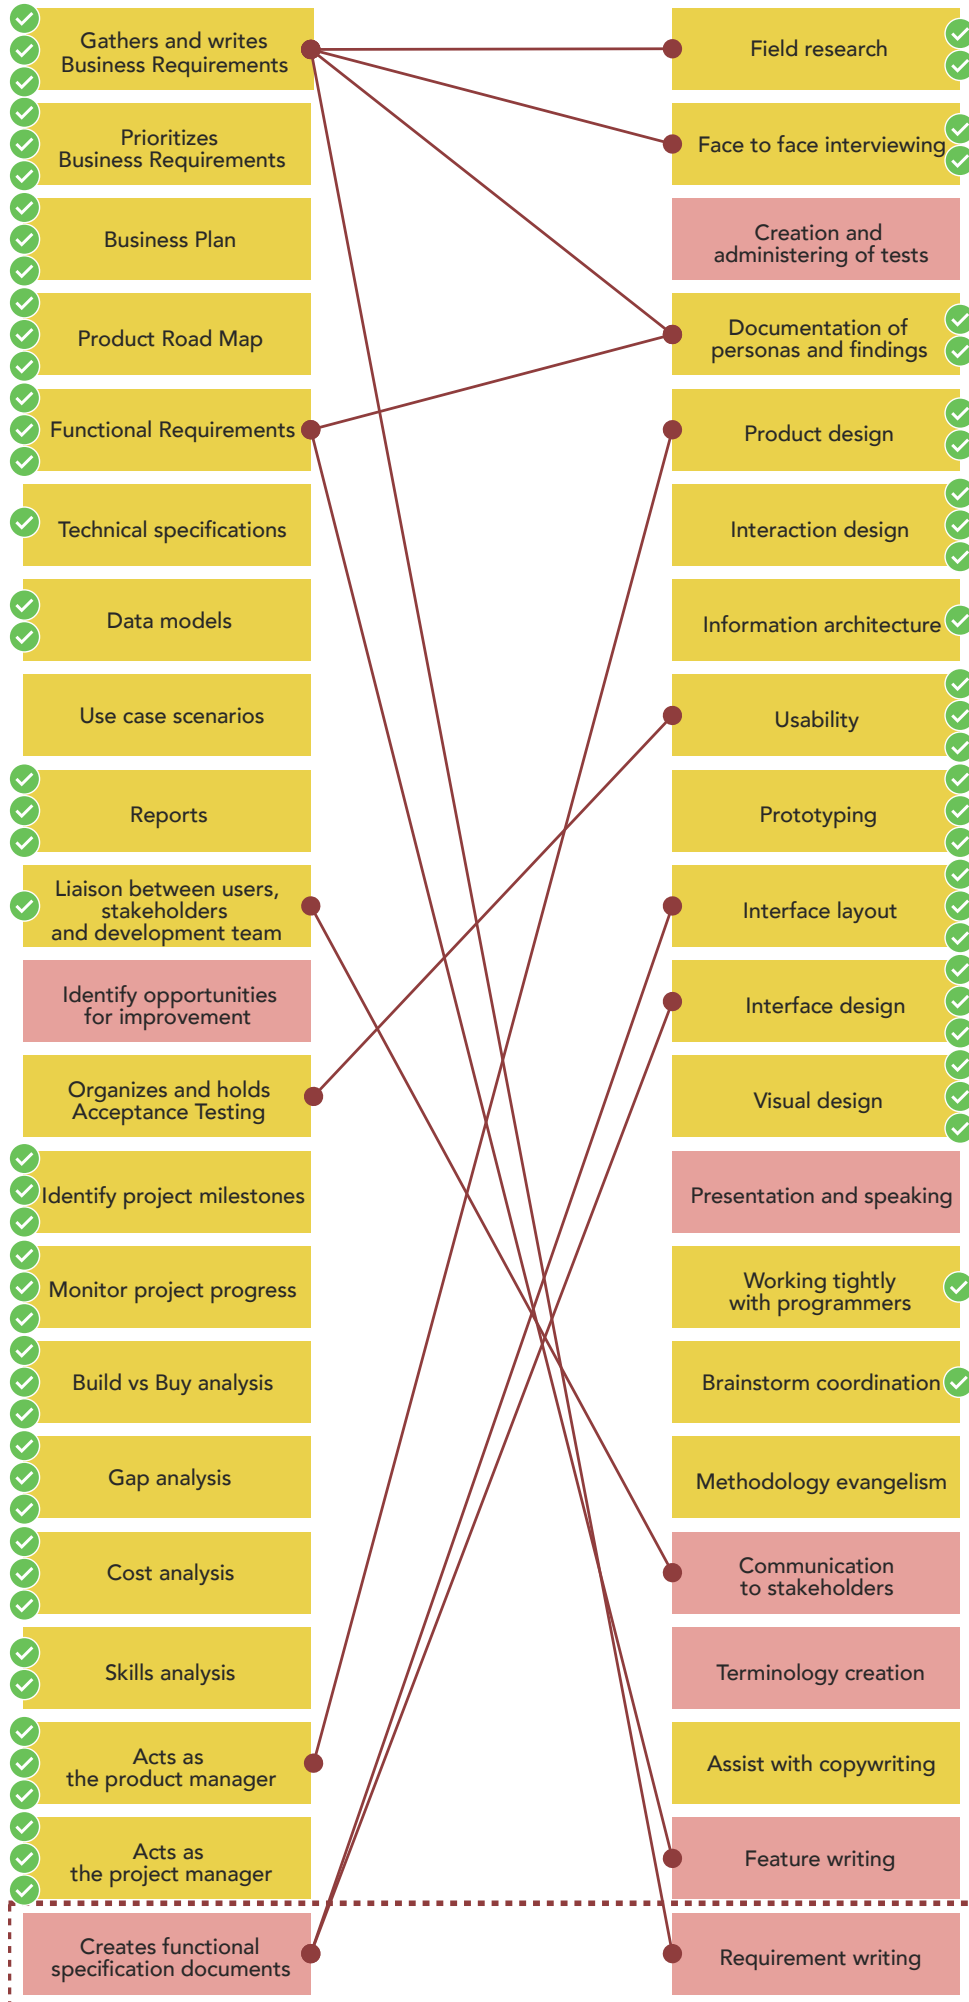 Gathers and writes
Business Requirements
Prioritizes
Business Requirements
Business Plan
Product Road Map
Functional Requirements
Technical specifications
Data models
Use case scenarios
Reports
Liaison between users,
stakeholders
and development team
Identify opportunities
for improvement
Organizes and holds
Acceptance Testing
Identify project milestones
Monitor project progress
Build vs Buy analysis
Gap analysis
Cost analysis
Skills analysis
Acts as
the product manager
Acts as
the project manager
Creates functional
specification documents
Field research
Face to face interviewing
Creation and
administering of tests
Documentation of
personas and findings
Product design
Interaction design
Information architecture
Usability
Prototyping
Interface layout
Interface design
Visual design
Presentation and speaking
Working tightly
with programmers
Brainstorm coordination
Methodology evangelism
Communication
to stakeholders
Terminology creation
Assist with copywriting
Feature writing
Requirement writing